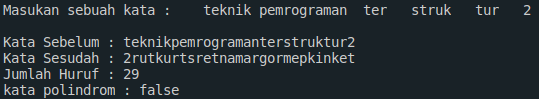 Masukan sebuah kata :    teknik pemrograman  ter   struk   tur   2
Kata Sebelum : teknikpemrogramanterstruktur2
Kata Sesudah : 2rutkurtsretnamargormepkinket
Jumlah Huruf : 29
kata polindrom : false